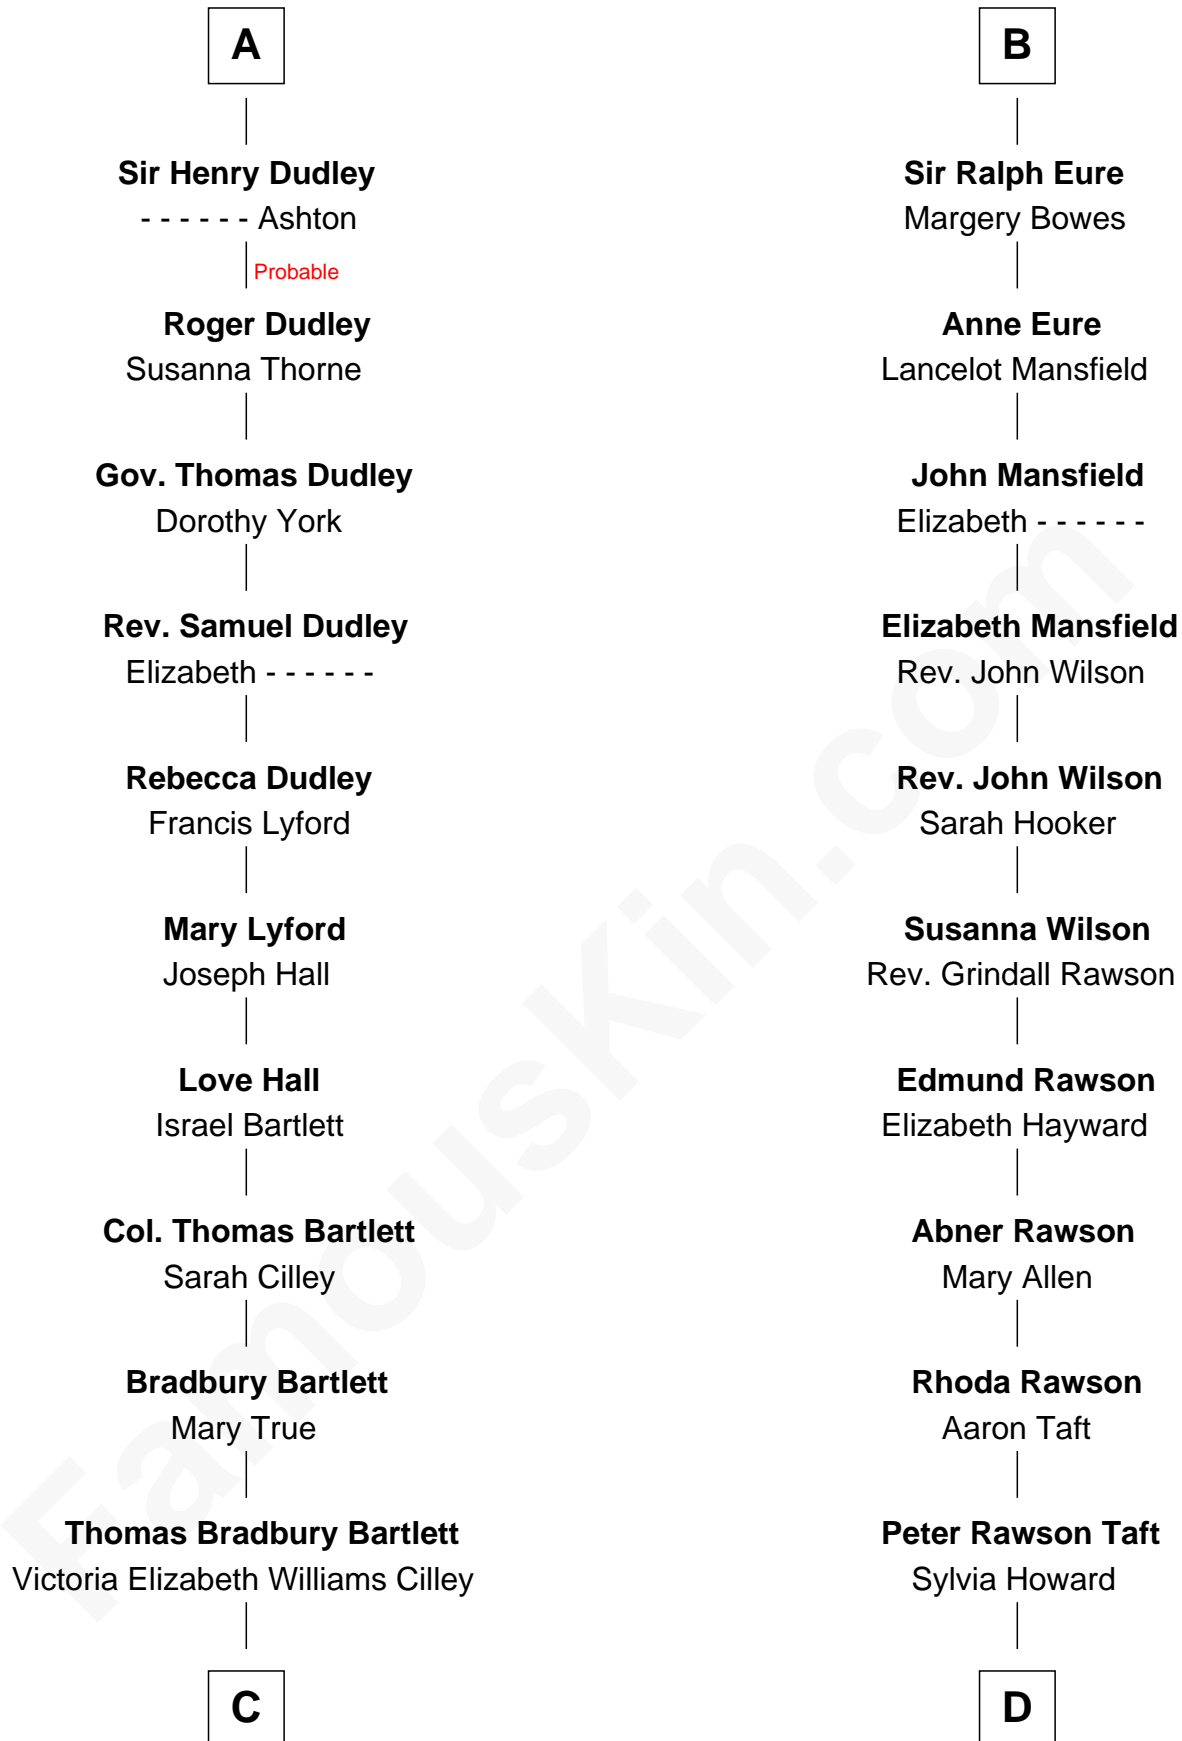 A
B
Sir Henry Dudley
- - - - - - Ashton
Probable
Sir Ralph Eure
Margery Bowes
Roger Dudley
Susanna Thorne
Anne Eure
Lancelot Mansfield
Gov. Thomas Dudley
Dorothy York
John Mansfield
Elizabeth - - - - - -
Rev. Samuel Dudley
Elizabeth - - - - - -
Elizabeth Mansfield
Rev. John Wilson
Rebecca Dudley
Francis Lyford
Rev. John Wilson
Sarah Hooker
Mary Lyford
Joseph Hall
Susanna Wilson
Rev. Grindall Rawson
Love Hall
Israel Bartlett
Edmund Rawson
Elizabeth Hayward
Col. Thomas Bartlett
Sarah Cilley
Abner Rawson
Mary Allen
Bradbury Bartlett
Mary True
Rhoda Rawson
Aaron Taft
Thomas Bradbury Bartlett
Victoria Elizabeth Williams Cilley
Peter Rawson Taft
Sylvia Howard
C
D
FamousKin.com